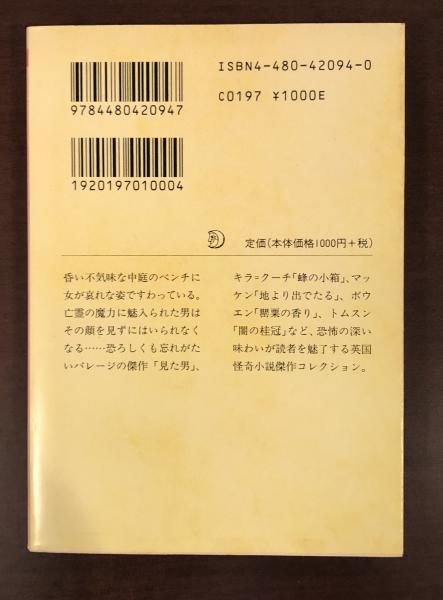 ISBN4-480-42094-0
9784480420947
C0197 ¥1000E
1920197010004
定価(本体価格1000円+税)
昏い不気味な中庭のベンチに
女が哀れな姿ですわっている。
亡霊の魔力に魅入られた男は
その顔を見ずにはいられなく
なる……恐ろしくも忘れがた
いバレージの傑作「見た男」、
キラ=クーチ「蜂の小箱」、マッ
ケン「地より出でたる」、ボウ
エン「罌粟の香り」、トムスン
「闇の桂冠」など、恐怖の深い
味わいが読者を魅了する英国
怪奇小説傑作コレクション。